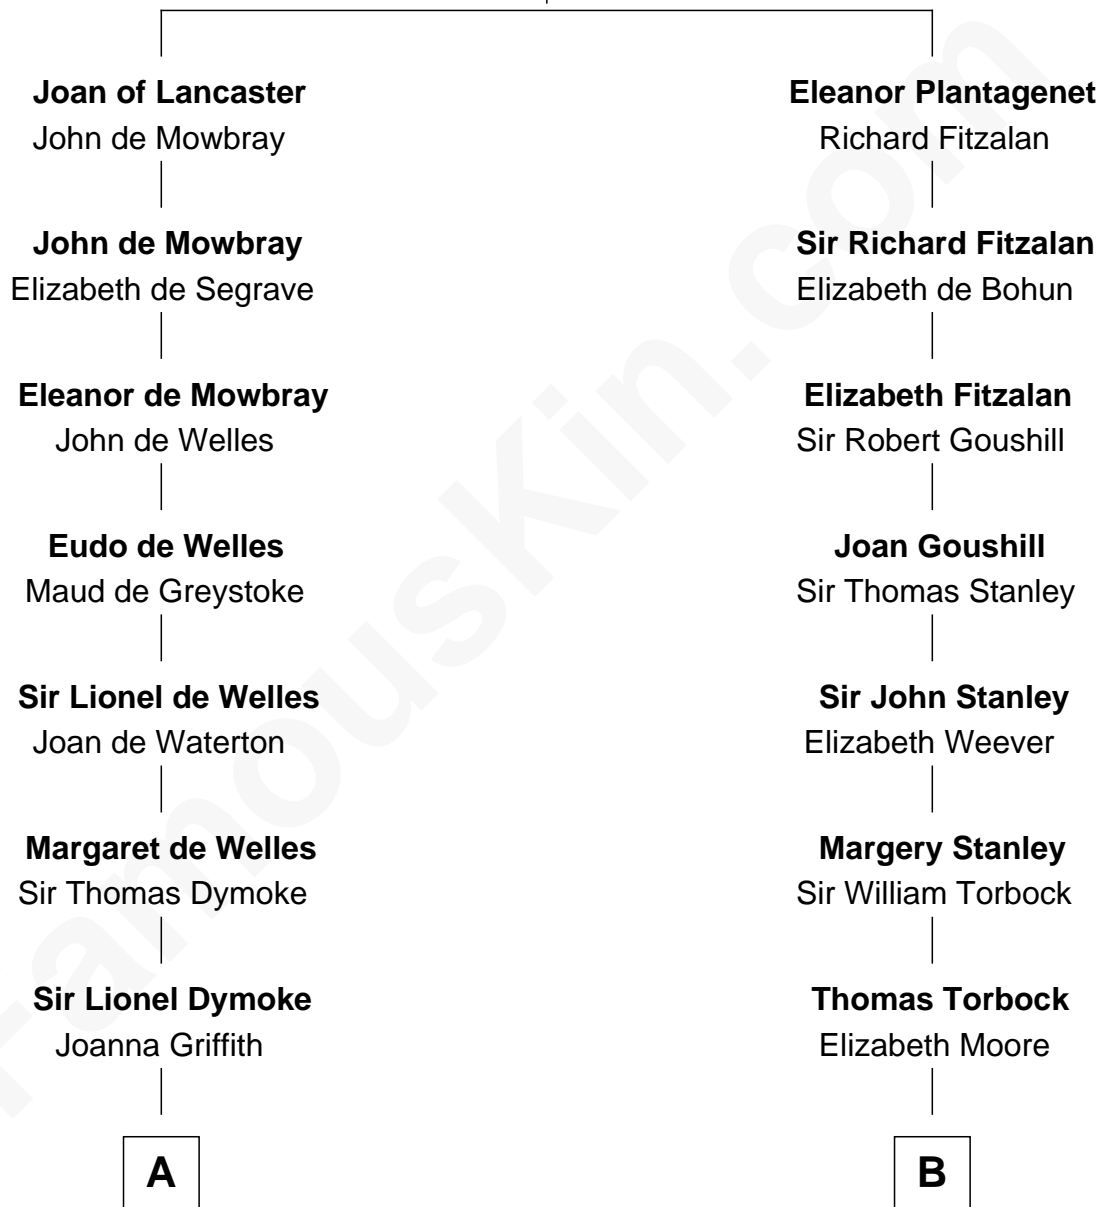 Joan of Lancaster
John de Mowbray
John de Mowbray
Elizabeth de Segrave
Eleanor de Mowbray
John de Welles
Eudo de Welles
Maud de Greystoke
Sir Lionel de Welles
Joan de Waterton
Margaret de Welles
Sir Thomas Dymoke
Sir Lionel Dymoke
Joanna Griffith
A
Eleanor Plantagenet
Richard Fitzalan
Sir Richard Fitzalan
Elizabeth de Bohun
Elizabeth Fitzalan
Sir Robert Goushill
Joan Goushill
Sir Thomas Stanley
Sir John Stanley
Elizabeth Weever
Margery Stanley
Sir William Torbock
Thomas Torbock
Elizabeth Moore
B
FamousKin.com